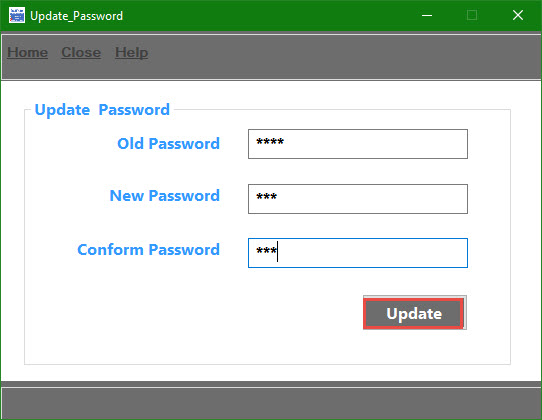 Update_Password
Home Close Help
Update Password
Old Password ****
New Password ***
Conform Password ***
Update